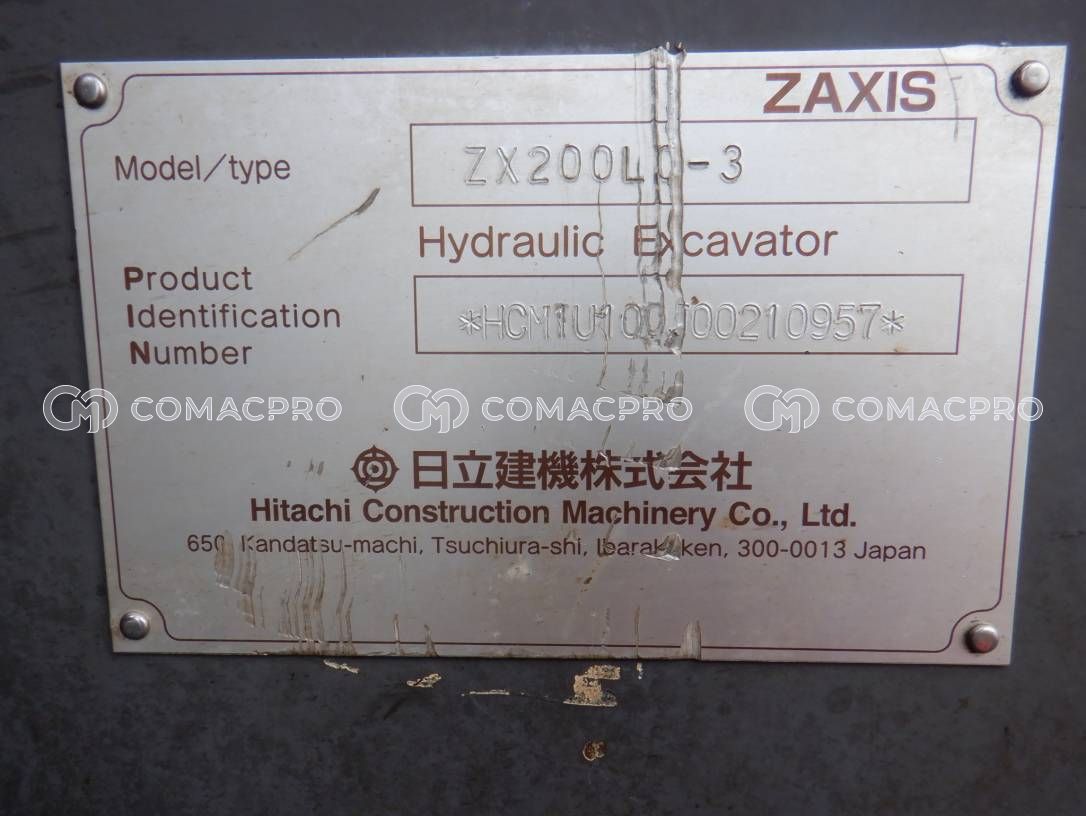 ZAXIS
Model/type
ZX200LC-3
Hydraulic Excavator
Product
Identification
Number
*HCM1U100J00210957*
COMACPRO COMACPRO COMACPRO
日立建機株式会社
Hitachi Construction Machinery Co., Ltd.
650, Kandatsu-machi, Tsuchiura-shi, Ibaraki-ken, 300-0013 Japan